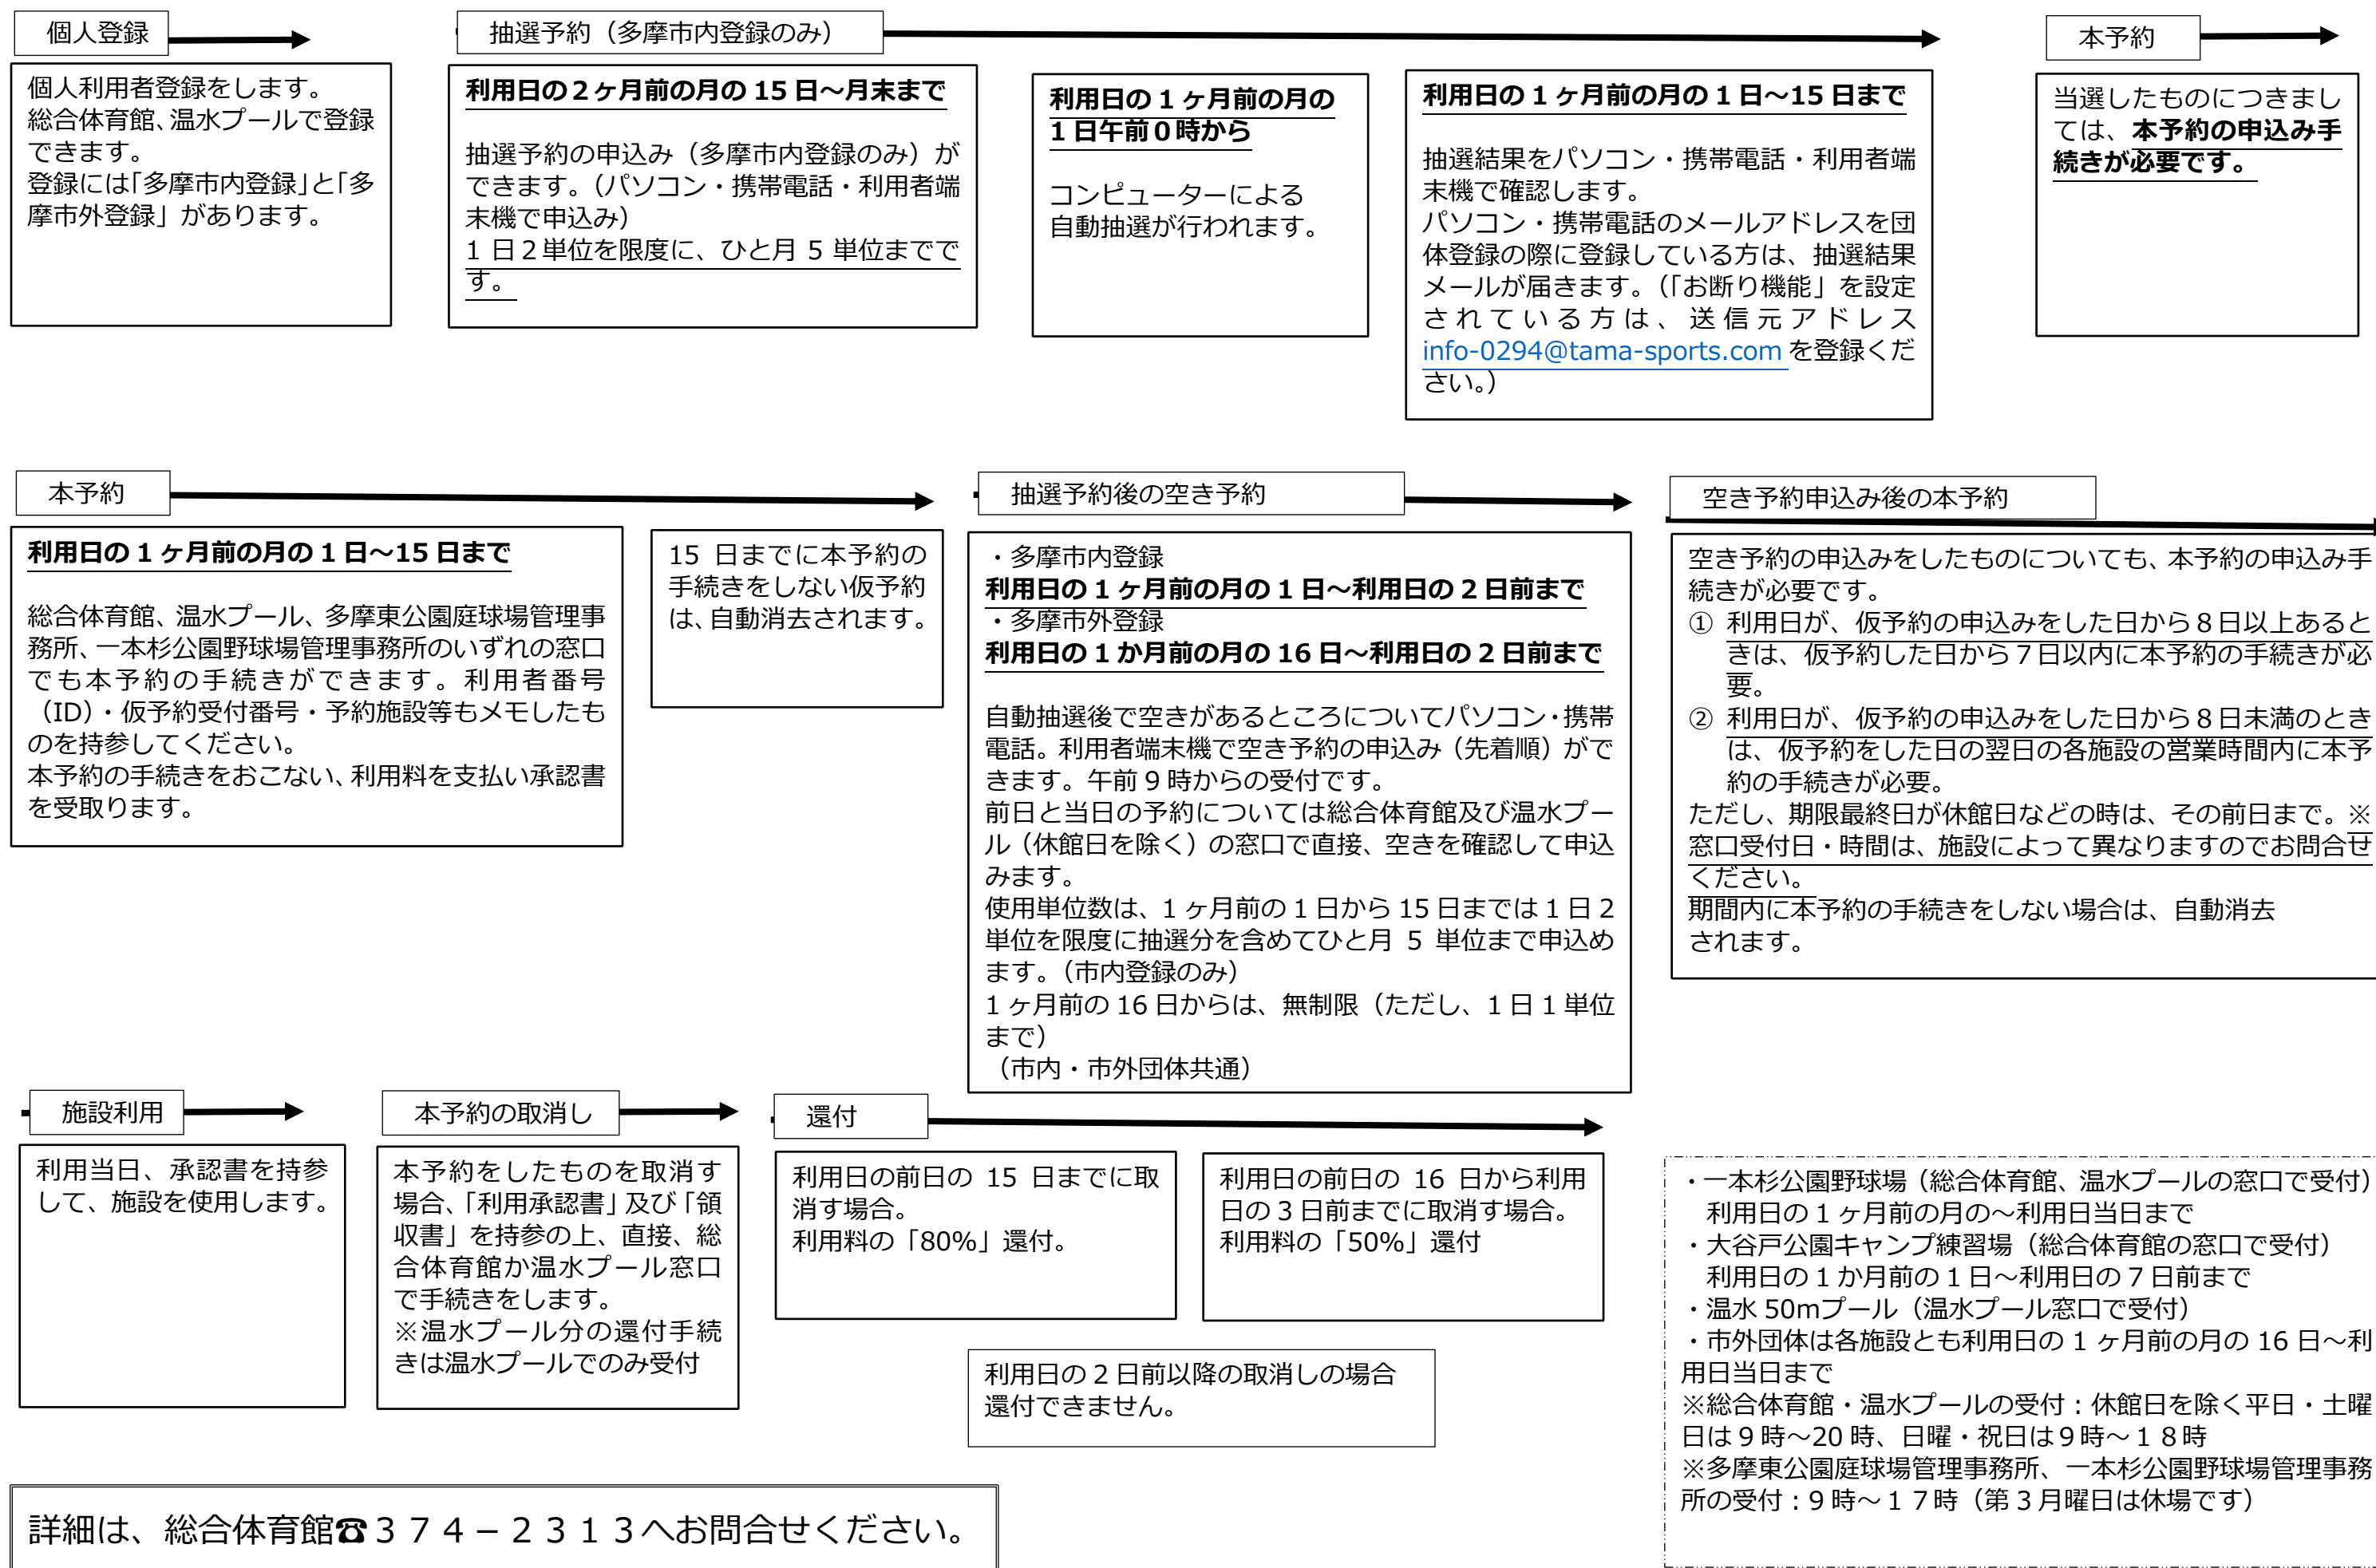 個人登録
個人利用者登録をします。
総合体育館、温水プールで登録
できます。
登録には「多摩市内登録」と「多
摩市外登録」があります。
抽選予約（多摩市内登録のみ）
利用日の２ヶ月前の月の 15 日～月末まで
抽選予約の申込み（多摩市内登録のみ）が
できます。（パソコン・携帯電話・利用者端
末機で申込み）
１日２単位を限度に、ひと月 5 単位までで
す。
利用日の１ヶ月前の月の
１日午前０時から
コンピューターによる
自動抽選が行われます。
利用日の１ヶ月前の月の１日～15 日まで
抽選結果をパソコン・携帯電話・利用者端
末機で確認します。
パソコン・携帯電話のメールアドレスを団
体登録の際に登録している方は、抽選結果
メールが届きます。（「お断り機能」を設定
されている方は、送信元アドレス
info-0294@tama-sports.com を登録くだ
さい。）
本予約
当選したものにつきまし
ては、本予約の申込み手
続きが必要です。
本予約
利用日の１ヶ月前の月の１日～15 日まで
総合体育館、温水プール、多摩東公園庭球場管理事
務所、一本杉公園野球場管理事務所のいずれの窓口
でも本予約の手続きができます。利用者番号
（ID）・仮予約受付番号・予約施設等もメモしたも
のを持参してください。
本予約の手続きをおこない、利用料を支払い承認書
を受取ります。
15 日までに本予約の
手続きをしない仮予約
は、自動消去されます。
抽選予約後の空き予約
・多摩市内登録
利用日の１ヶ月前の月の１日～利用日の２日前まで
・多摩市外登録
利用日の１か月前の月の 16 日～利用日の２日前まで
自動抽選後で空きがあるところについてパソコン・携帯
電話。利用者端末機で空き予約の申込み（先着順）がで
きます。午前９時からの受付です。
前日と当日の予約については総合体育館及び温水プー
ル（休館日を除く）の窓口で直接、空きを確認して申込
みます。
使用単位数は、１ヶ月前の１日から 15 日までは１日２
単位を限度に抽選分を含めてひと月 5 単位まで申込め
ます。（市内登録のみ）
１ヶ月前の 16 日からは、無制限（ただし、１日１単位
まで）
（市内・市外団体共通）
空き予約申込み後の本予約
空き予約の申込みをしたものについても、本予約の申込み手
続きが必要です。
① 利用日が、仮予約の申込みをした日から８日以上あると
きは、仮予約した日から７日以内に本予約の手続きが必
要。
② 利用日が、仮予約の申込みをした日から８日未満のとき
は、仮予約をした日の翌日の各施設の営業時間内に本予
約の手続きが必要。
ただし、期限最終日が休館日などの時は、その前日まで。※
窓口受付日・時間は、施設によって異なりますのでお問合せ
ください。
期間内に本予約の手続きをしない場合は、自動消去
されます。
施設利用
利用当日、承認書を持参
して、施設を使用します。
本予約の取消し
本予約をしたものを取消す
場合、「利用承認書」及び「領
収書」を持参の上、直接、総
合体育館か温水プール窓口
で手続きをします。
※温水プール分の還付手続
きは温水プールでのみ受付
還付
利用日の前日の 15 日までに取
消す場合。
利用料の「80%」還付。
利用日の前日の 16 日から利用
日の３日前までに取消す場合。
利用料の「50%」還付
利用日の２日前以降の取消しの場合
還付できません。
・一本杉公園野球場（総合体育館、温水プールの窓口で受付）
利用日の１ヶ月前の月の～利用日当日まで
・大谷戸公園キャンプ練習場（総合体育館の窓口で受付）
利用日の１か月前の１日～利用日の７日前まで
・温水 50mプール（温水プール窓口で受付）
・市外団体は各施設とも利用日の１ヶ月前の月の 16 日～利
用日当日まで
※総合体育館・温水プールの受付：休館日を除く平日・土曜
日は９時～20 時、日曜・祝日は９時～１８時
※多摩東公園庭球場管理事務所、一本杉公園野球場管理事務
所の受付：９時～１７時（第３月曜日は休場です）
詳細は、総合体育館☎３７４－２３１３へお問合せください。